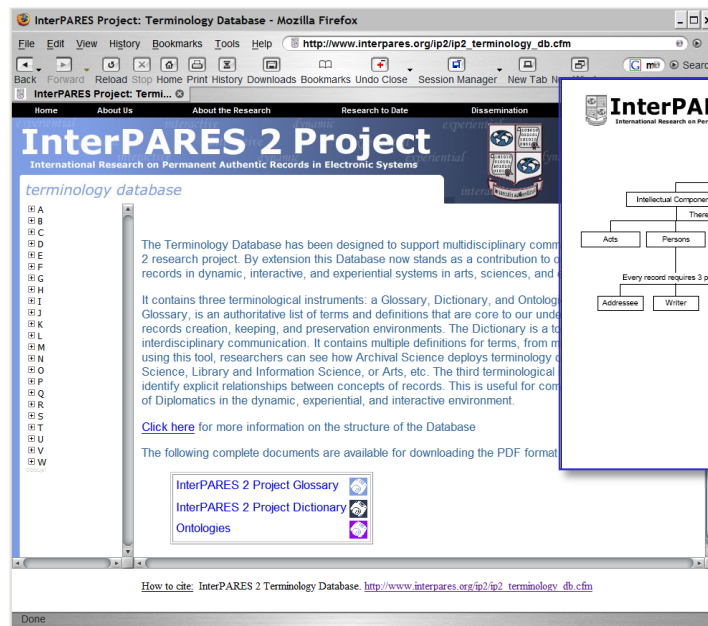 InterPARES Project: Terminology Database - Mozilla Firefox
File Edit View History Bookmarks Tools Help http://www.interpares.org/ip2/ip2_terminology_db.cfm
Back Forward Reload Stop Home Print History Downloads Bookmarks Undo Close Session Manager New Tab
G Searc
InterPARES Project: Termi...
Home About Us About the Research Research to Date Dissemination
InterPARES 2 Project
International Research on Permanent Authentic Records in Electronic Systems
experiential
interactive
dynamic
terminology database
A
B
C
D
E
F
G
H
I
J
K
L
M
N
O
P
Q
R
S
T
U
V
W
The Terminology Database has been designed to support multidisciplinary comm
2 research project. By extension this Database now stands as a contribution to o
records in dynamic, interactive, and experiential systems in arts, sciences, and
It contains three terminological instruments: a Glossary, Dictionary, and Ontologi
Glossary, is an authoritative list of terms and definitions that are core to our unde
records creation, keeping, and preservation environments. The Dictionary is a to
interdisciplinary communication. It contains multiple definitions for terms, from m
using this tool, researchers can see how Archival Science deploys terminology
Science, Library and Information Science, or Arts, etc. The third terminological
identify explicit relationships between concepts of records. This is useful for com
of Diplomatics in the dynamic, experiential, and interactive environment.
Click here for more information on the structure of the Database
The following complete documents are available for downloading the PDF format
InterPARES 2 Project Glossary
InterPARES 2 Project Dictionary
Ontologies
How to cite: InterPARES 2 Terminology Database. http://www.interpares.org/ip2/ip2_terminology_db.cfm
Done
InterPA
International Research on Per
Intellectual Compone
There
Acts Persons
Every record requires 3 p
Addressee Writer